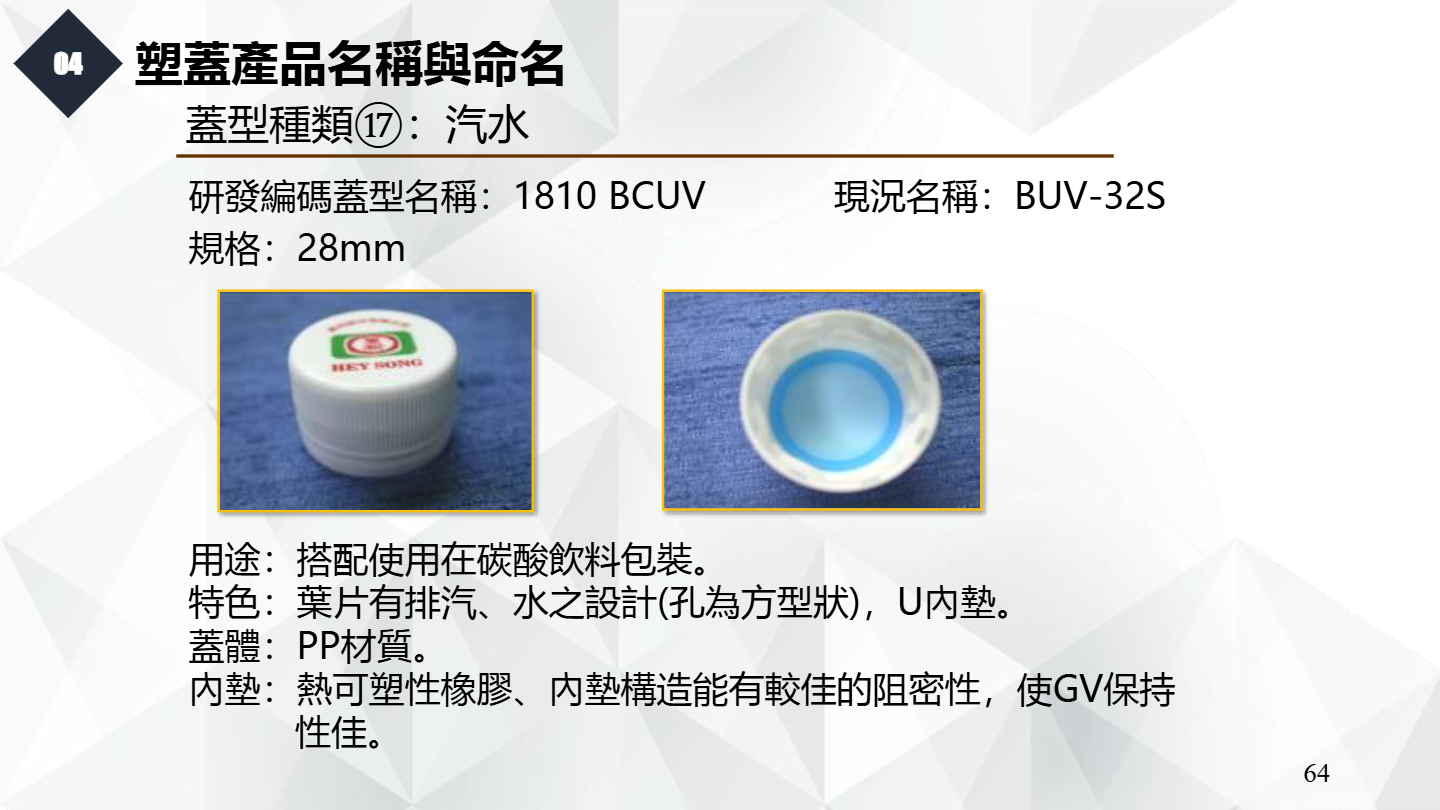 04
塑蓋產品名稱與命名
蓋型種類⑰：汽水
研發編碼蓋型名稱：1810 BCUV
現況名稱：BUV-32S
規格：28mm
HEY SONG
用途：搭配使用在碳酸飲料包裝。
特色：葉片有排汽、水之設計(孔為方型狀)，U內墊。
蓋體：PP材質。
內墊：熱可塑性橡膠、內墊構造能有較佳的阻密性，使GV保持
性佳。
64